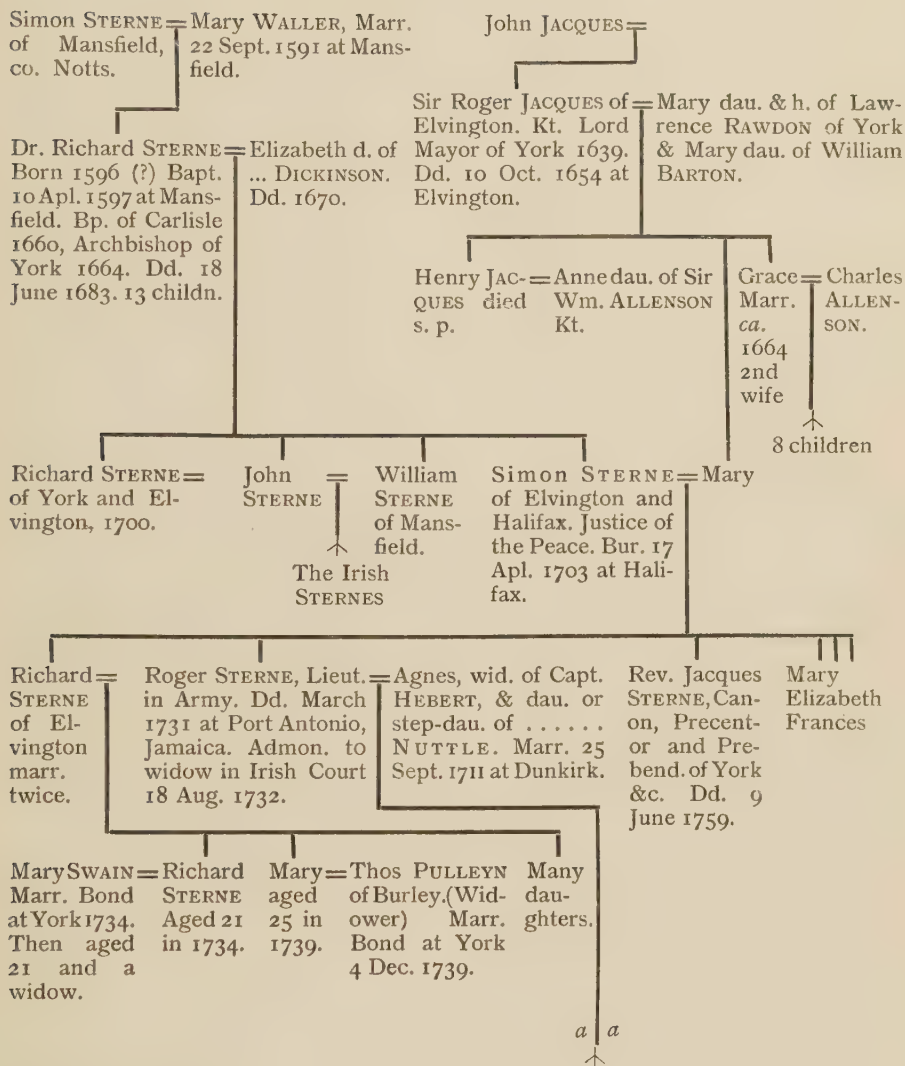 Simon STERNE =
of Mansfield,
co. Notts.
Mary WALLER, Marr.
22 Sept. 1591 at Mans-
field.
John JACQUES =
Dr. Richard STERNE =
Born 1596 (?) Bapt.
10 Apl. 1597 at Mans-
field. Bp. of Carlisle
1660, Archbishop of
York 1664. Dd. 18
June 1683. 13 childn.
Elizabeth d. of
... DICKINSON.
Dd. 1670.
Sir Roger JACQUES of =
Elvington. Kt. Lord
Mayor of York 1639.
Dd. 10 Oct. 1654 at
Elvington.
Mary dau. & h. of Law-
rence RAWDON of York
& Mary dau. of William
BARTON.
Henry JAC- =
QUES died
s. p.
Anne dau. of Sir
Wm. ALLENSON
Kt.
Grace =
Marr.
ca.
1664
2nd
wife
Charles
ALLEN-
SON.
8 children
Richard STERNE =
of York and El-
vington, 1700.
John =
STERNE
The Irish
STERNES
William
STERNE
of Mans-
field.
Simon STERNE =
of Elvington and
Halifax. Justice of
the Peace. Bur. 17
Apl. 1703 at Hali-
fax.
Mary
Richard =
STERNE
of El-
vington
marr.
twice.
Roger STERNE, Lieut. =
in Army. Dd. March
1731 at Port Antonio,
Jamaica. Admon. to
widow in Irish Court
18 Aug. 1732.
Agnes, wid. of Capt.
HEBERT, & dau. or
step-dau. of ......
NUTTLE. Marr. 25
Sept. 1711 at Dunkirk.
Rev. Jacques
STERNE, Can-
on, Precent-
or and Pre-
bend. of York
&c. Dd. 9
June 1759.
Mary
Elizabeth
Frances
Mary SWAIN =
Marr. Bond
at York 1734.
Then aged
21 and a
widow.
Richard
STERNE
Aged 21
in 1734.
Mary =
aged
25 in
1739.
Thos PULLEYN
of Burley. (Wid-
ower) Marr.
Bond at York
4 Dec. 1739.
Many
dau-
ghters.
a a